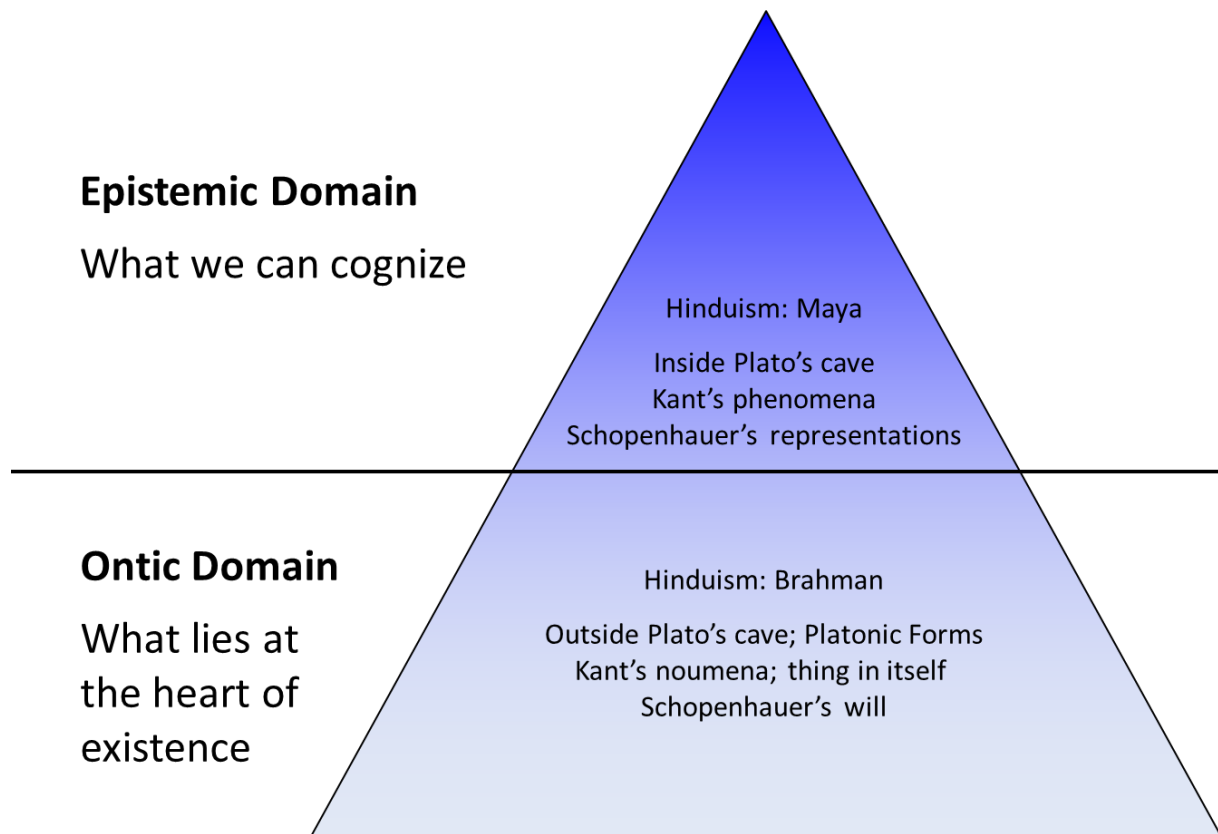 Epistemic Domain
What we can cognize
Hinduism: Maya
Inside Plato’s cave
Kant’s phenomena
Schopenhauer’s representations
Ontic Domain
What lies at
the heart of
existence
Hinduism: Brahman
Outside Plato’s cave; Platonic Forms
Kant’s noumena; thing in itself
Schopenhauer’s will